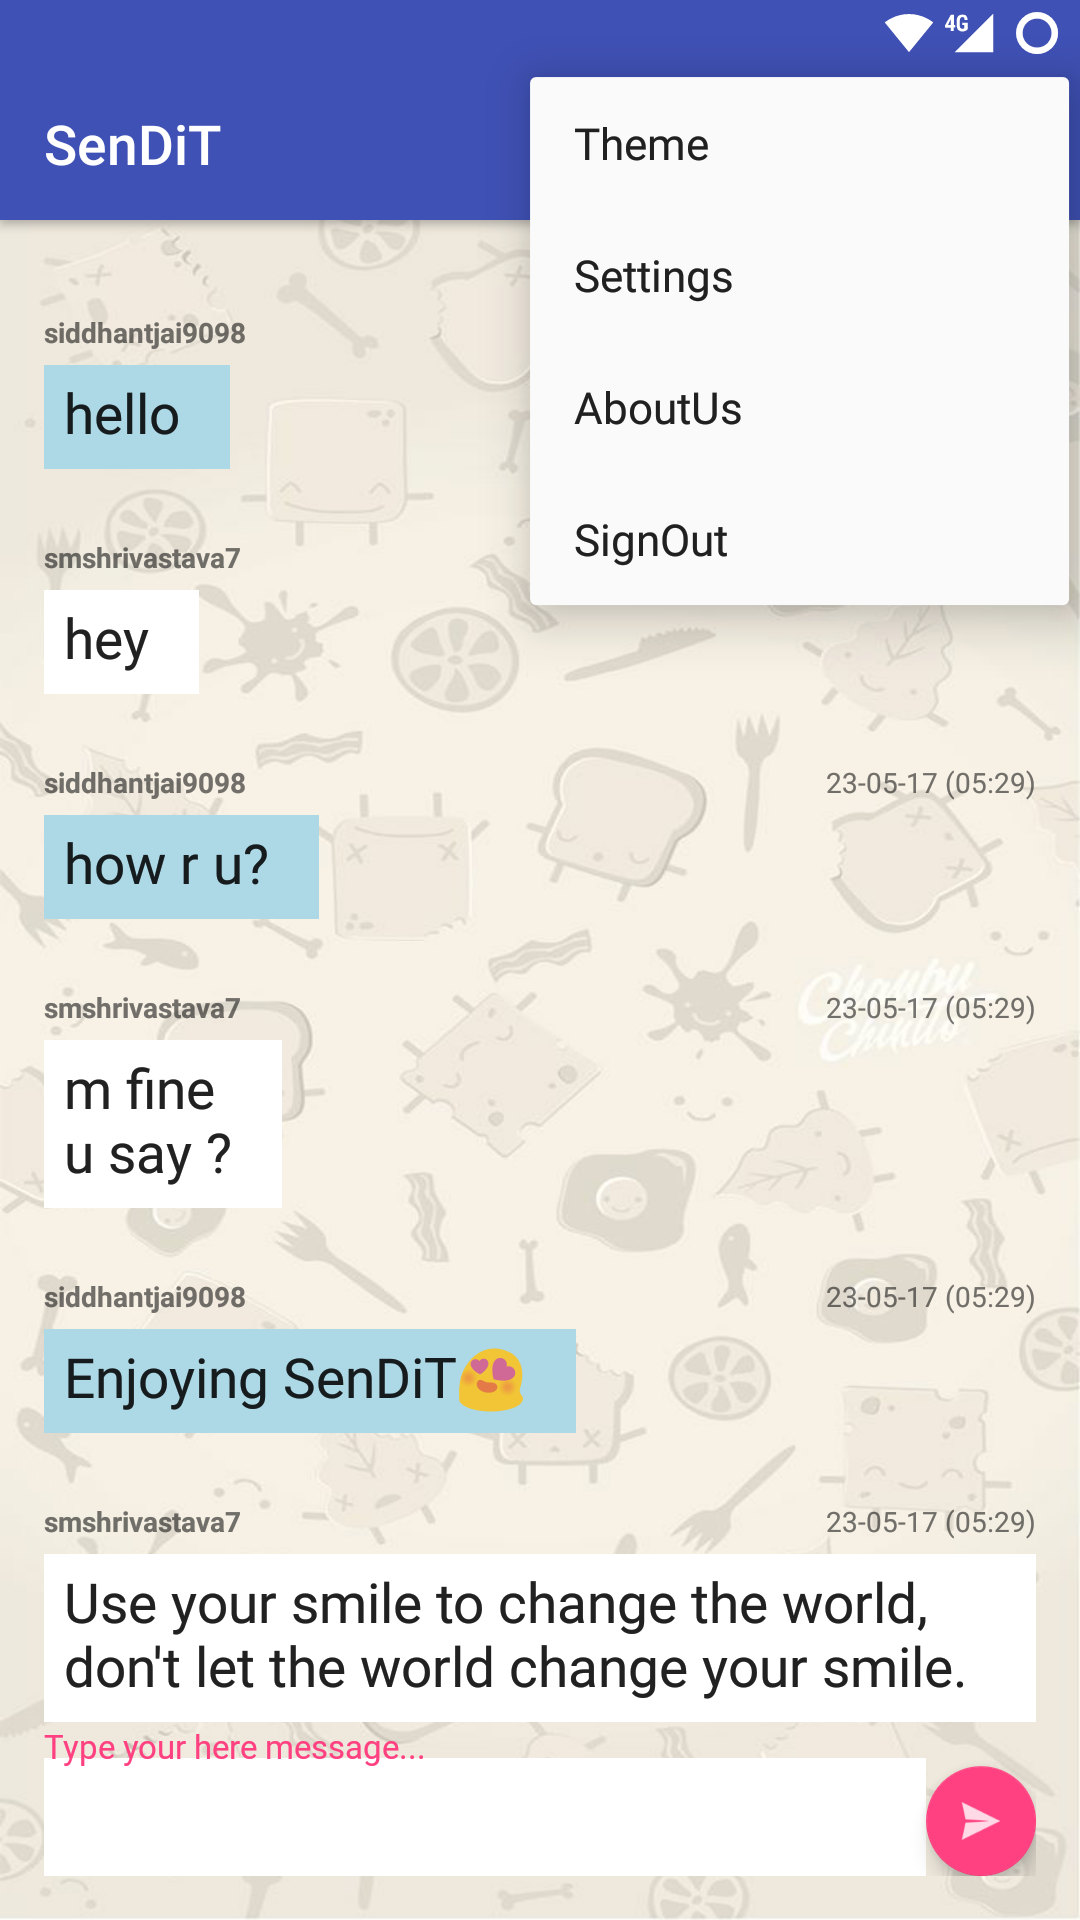 4G
SenDiT
Theme
Settings
AboutUs
SignOut
siddhantjai9098
hello
smshrivastava7
hey
siddhantjai9098 23-05-17 (05:29)
how r u?
smshrivastava7 23-05-17 (05:29)
m fine
u say ?
siddhantjai9098 23-05-17 (05:29)
Enjoying SenDiT😍
smshrivastava7 23-05-17 (05:29)
Use your smile to change the world,
don't let the world change your smile.
Type your here message...